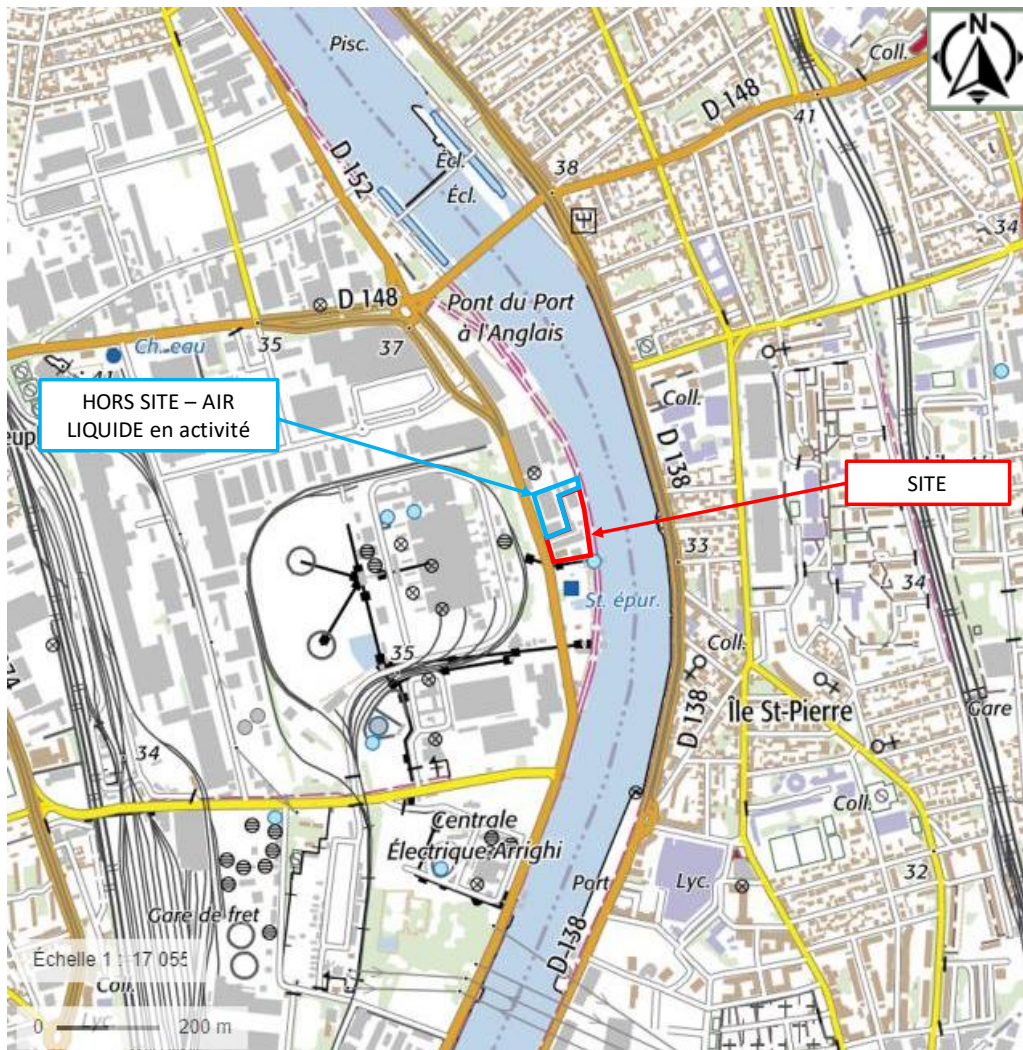 N
Pisc.
Coll.
D 148
41
Écl.
Écl.
D 152
38
34
D 148
Pont du Port
à l'Anglais
35
37
Ch. eau
41
HORS SITE – AIR
LIQUIDE en activité
eup
Coll.
D 138
SITE
33
34
St. épur.
35
Coll.
D 138
Île St-Pierre
Gare
34
Coll.
Centrale
Électrique Arrighi
32
Port
Lyc.
Gare de fret
D 138
Échelle 1 : 17 055
Coll.
Lyc
0
200 m